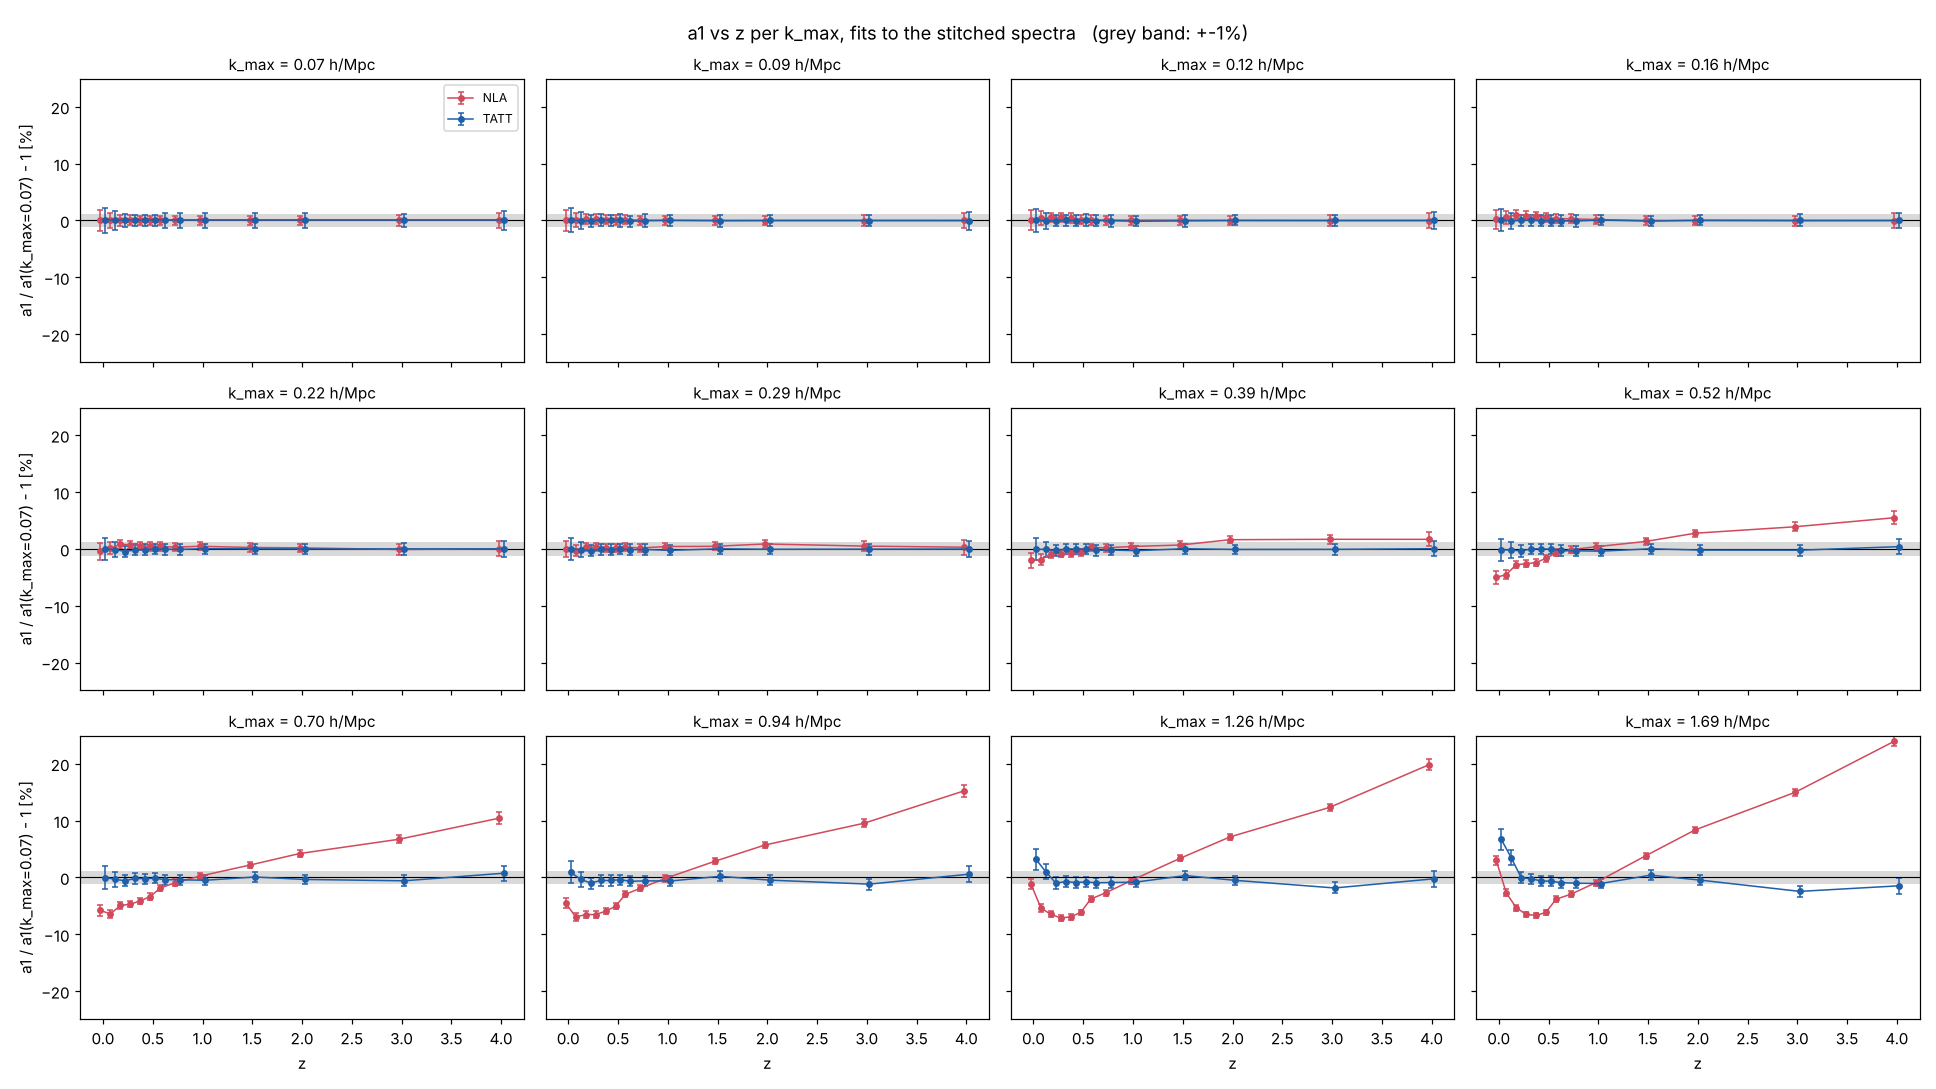 a1 vs z per k_max, fits to the stitched spectra   (grey band: +-1%)
k_max = 0.07 h/Mpc
k_max = 0.09 h/Mpc
k_max = 0.12 h/Mpc
k_max = 0.16 h/Mpc
a1 / a1(k_max=0.07) - 1 [%]
20
10
0
−10
−20
NLA
TATT
k_max = 0.22 h/Mpc
k_max = 0.29 h/Mpc
k_max = 0.39 h/Mpc
k_max = 0.52 h/Mpc
a1 / a1(k_max=0.07) - 1 [%]
20
10
0
−10
−20
k_max = 0.70 h/Mpc
k_max = 0.94 h/Mpc
k_max = 1.26 h/Mpc
k_max = 1.69 h/Mpc
a1 / a1(k_max=0.07) - 1 [%]
20
10
0
−10
−20
0.0 0.5 1.0 1.5 2.0 2.5 3.0 3.5 4.0
0.0 0.5 1.0 1.5 2.0 2.5 3.0 3.5 4.0
0.0 0.5 1.0 1.5 2.0 2.5 3.0 3.5 4.0
0.0 0.5 1.0 1.5 2.0 2.5 3.0 3.5 4.0
z
z
z
z